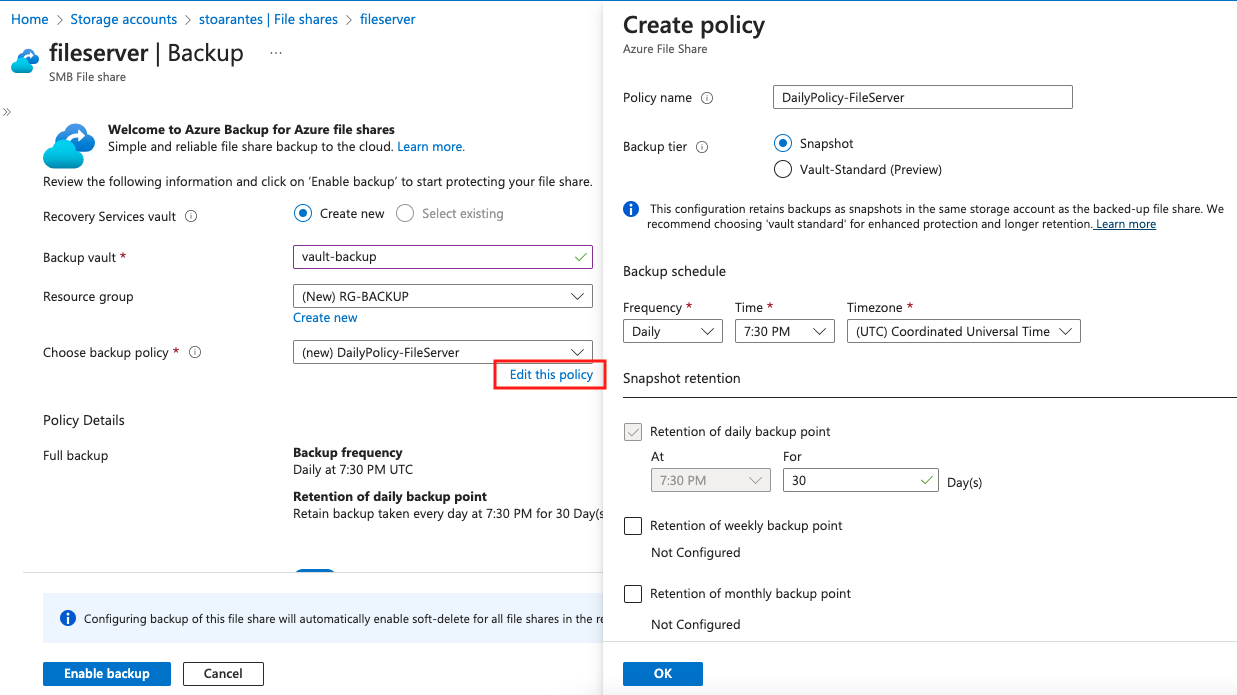 Home > Storage accounts > stoarantes | File shares > fileserver
fileserver | Backup ...
SMB File share
Welcome to Azure Backup for Azure file shares
Simple and reliable file share backup to the cloud. Learn more.
Review the following information and click on 'Enable backup' to start protecting your file share.
Recovery Services vault
Create new
Select existing
Backup vault *
vault-backup
Resource group
(New) RG-BACKUP
Create new
Choose backup policy *
(new) DailyPolicy-FileServer
Edit this policy
Policy Details
Full backup
Backup frequency
Daily at 7:30 PM UTC
Retention of daily backup point
Retain backup taken every day at 7:30 PM for 30 Day(s
Configuring backup of this file share will automatically enable soft-delete for all file shares in the re
Enable backup
Cancel
Create policy
Azure File Share
Policy name
DailyPolicy-FileServer
Backup tier
Snapshot
Vault-Standard (Preview)
This configuration retains backups as snapshots in the same storage account as the backed-up file share. We
recommend choosing 'vault standard' for enhanced protection and longer retention. Learn more
Backup schedule
Frequency * Time * Timezone *
Daily 7:30 PM (UTC) Coordinated Universal Time
Snapshot retention
Retention of daily backup point
At For
7:30 PM 30 Day(s)
Retention of weekly backup point
Not Configured
Retention of monthly backup point
Not Configured
OK